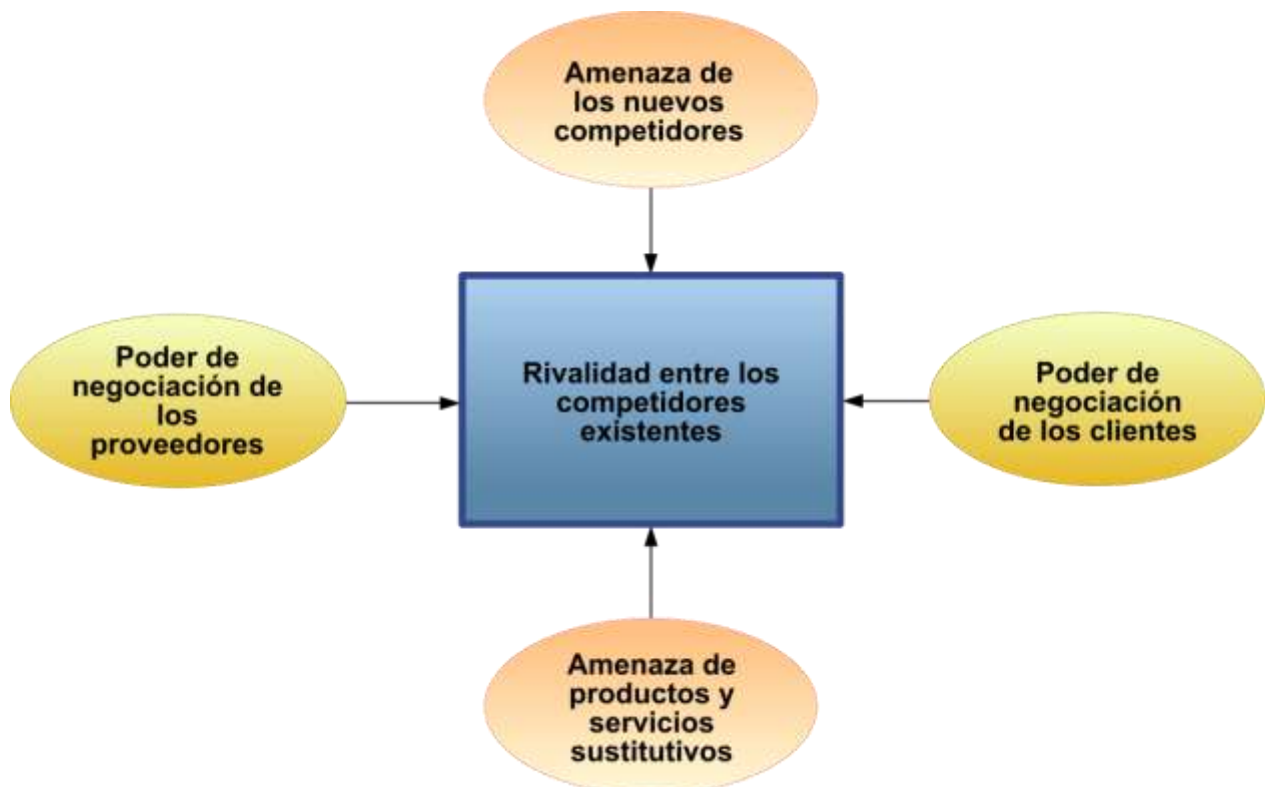 Amenaza de
los nuevos
competidores
Poder de
negociación de
los
proveedores
Rivalidad entre los
competidores
existentes
Poder de
negociación
de los clientes
Amenaza de
productos y
servicios
sustitutivos